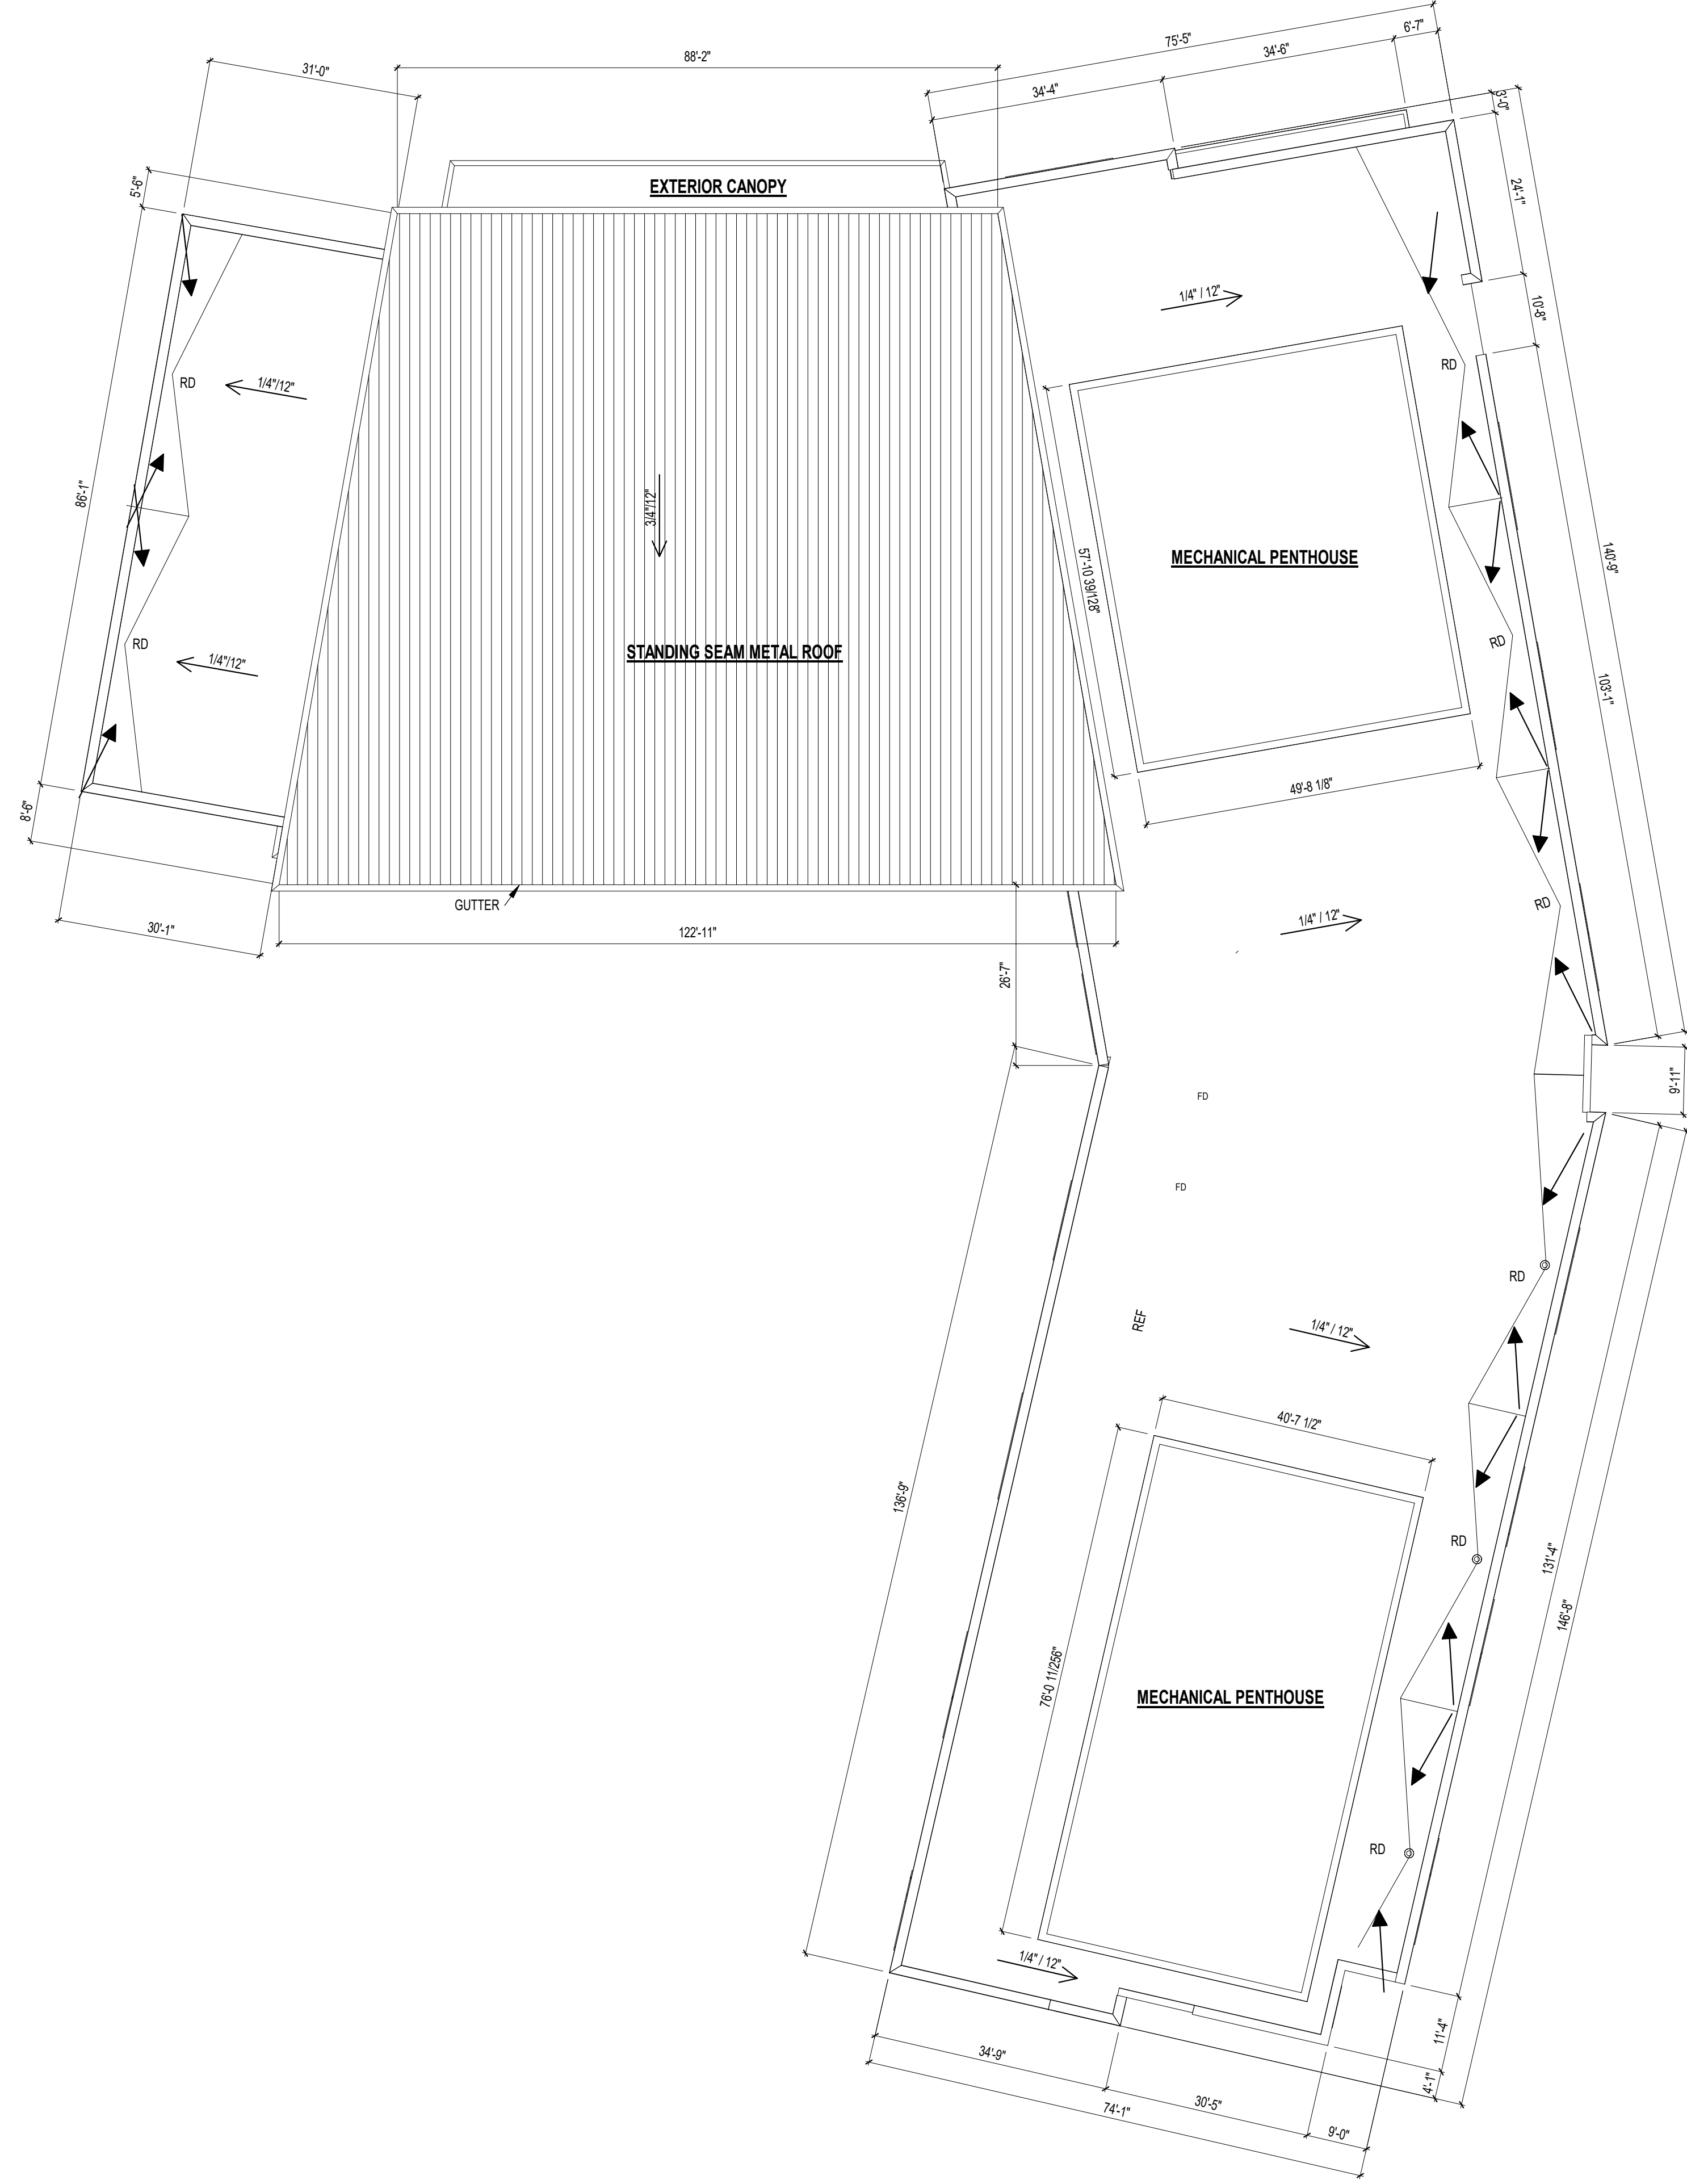 75'-5"
6'-7"
34'-6"
88'-2"
31'-0"
34'-4"
3'-0"
5'-6"
EXTERIOR CANOPY
24'-1"
1/4" / 12"
10'-8"
RD
1/4"/12"
RD
86'-1"
3/4"/12"
57'-10 39/128"
MECHANICAL PENTHOUSE
140'-9"
RD
1/4"/12"
STANDING SEAM METAL ROOF
RD
103'-1"
49'-8 1/8"
8'-6"
GUTTER
RD
1/4" / 12"
30'-1"
122'-11"
26'-7"
9'-11"
FD
FD
RD
REF
1/4" / 12"
40'-7 1/2"
136'-9"
RD
131'-4"
146'-8"
76'-0 11/256"
MECHANICAL PENTHOUSE
RD
1/4" / 12"
11'-4"
34'-9"
4'-1"
30'-5"
74'-1"
9'-0"